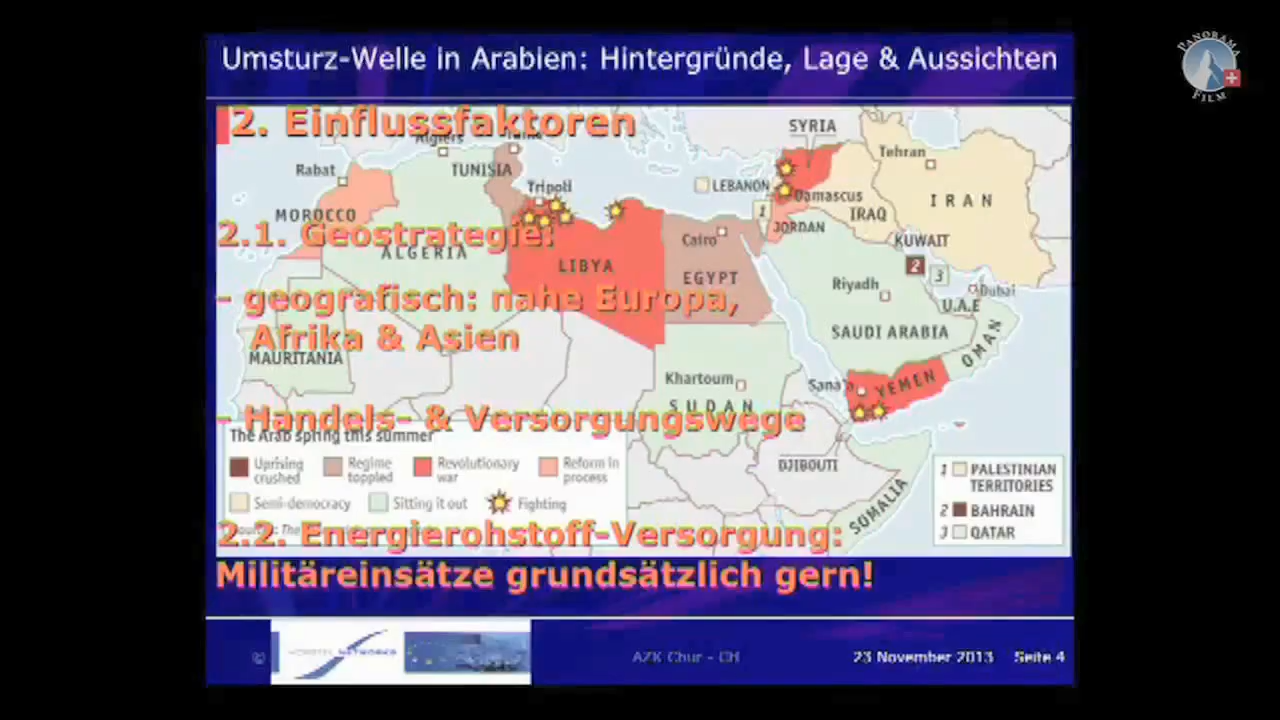 Umsturz-Welle in Arabien: Hintergründe, Lage & Aussichten
PANORAMA
FILM
2. Einflussfaktoren
SYRIA
Algiers
Tehran
Rabat
TUNISIA
Tripoli
LEBANON
Damascus
IRAN
MOROCCO
1
IRAQ
JORDAN
2.1. Geostrategie:
Cairo
KUWAIT
ALGERIA
LIBYA
EGYPT
2
3
Riyadh
Dubai
U.A.E
- geografisch: nahe Europa,
Afrika & Asien
SAUDI ARABIA
OMAN
MAURITANIA
Khartoum
Sana'a
YEMEN
SUDAN
- Handels- & Versorgungswege
The Arab spring this summer
Uprising crushed
Regime toppled
Revolutionary war
Reform in process
Semi-democracy
Sitting it out
Fighting
DJIBOUTI
SOMALIA
1 PALESTINIAN
TERRITORIES
2 BAHRAIN
3 QATAR
2.2. Energierohstoff-Versorgung:
Militäreinsätze grundsätzlich gern!
©
NETWORKS
AZK Chur - CH
23 November 2013
Seite 4